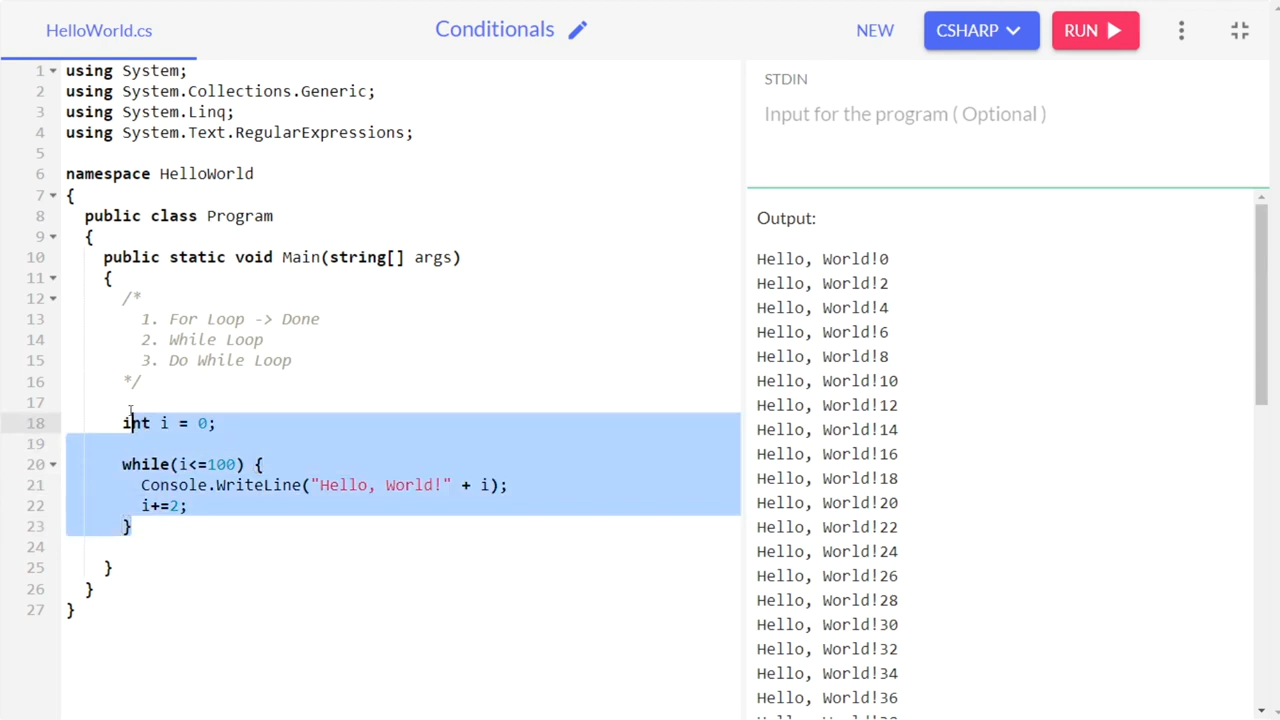 HelloWorld.cs
Conditionals
NEW
CSHARP
RUN
1 using System;
2 using System.Collections.Generic;
3 using System.Linq;
4 using System.Text.RegularExpressions;
5
6 namespace HelloWorld
7 {
8 public class Program
9 {
10 public static void Main(string[] args)
11 {
12 /*
13 1. For Loop -> Done
14 2. While Loop
15 3. Do While Loop
16 */
17
18 int i = 0;
19
20 while(i<=100) {
21 Console.WriteLine("Hello, World!" + i);
22 i+=2;
23 }
24
25 }
26 }
27 }
STDIN
Input for the program ( Optional )
Output:
Hello, World!0
Hello, World!2
Hello, World!4
Hello, World!6
Hello, World!8
Hello, World!10
Hello, World!12
Hello, World!14
Hello, World!16
Hello, World!18
Hello, World!20
Hello, World!22
Hello, World!24
Hello, World!26
Hello, World!28
Hello, World!30
Hello, World!32
Hello, World!34
Hello, World!36